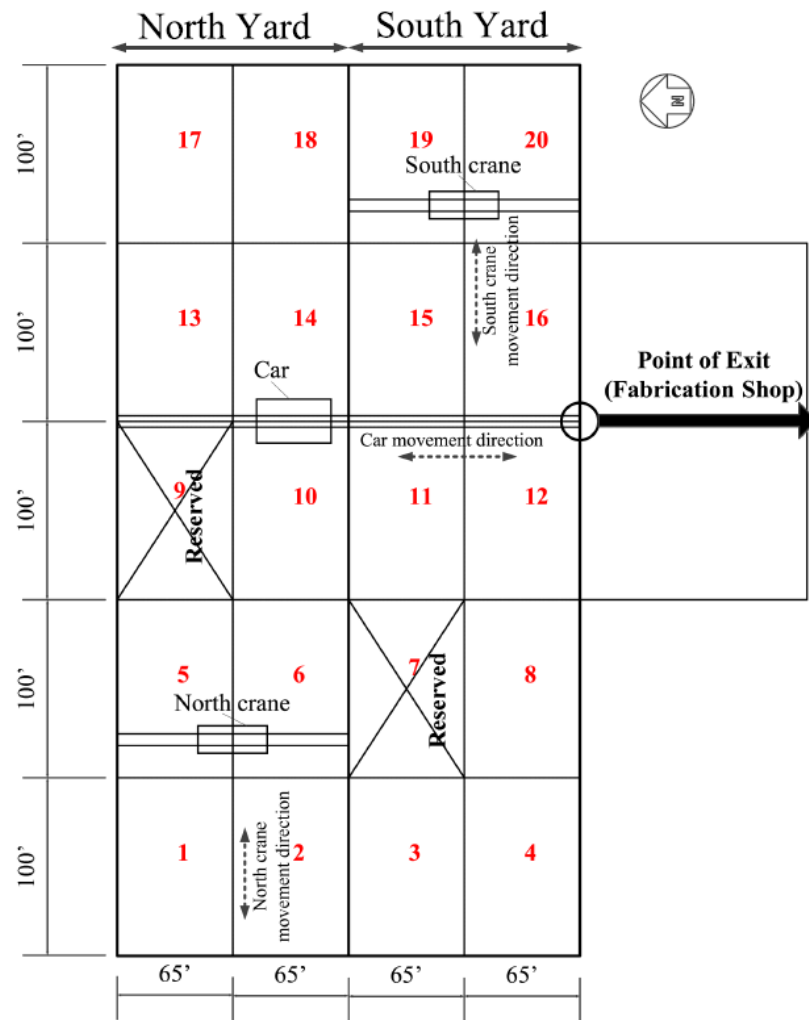 North Yard
South Yard
N
100'
17
18
19
20
South crane
South crane
movement direction
100'
13
14
15
16
Car
Point of Exit
(Fabrication Shop)
Car movement direction
100'
9
Reserved
10
11
12
100'
5
6
7
Reserved
8
North crane
100'
1
2
3
4
North crane
movement direction
65'
65'
65'
65'